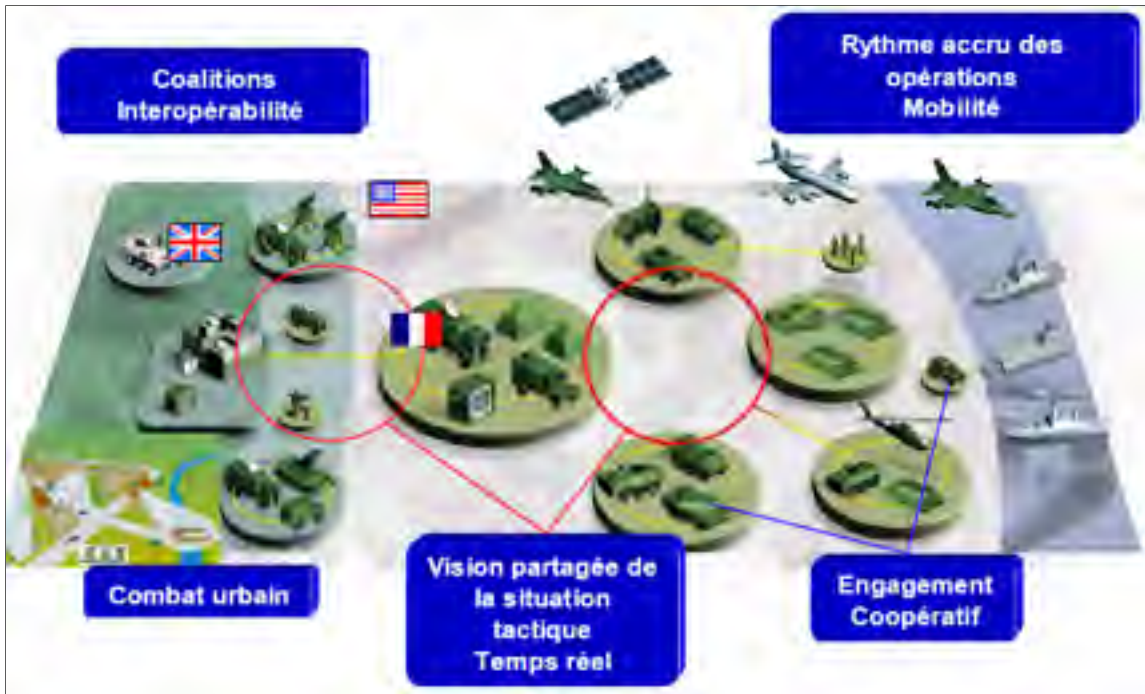 Coalitions
Interopérabilité
Rythme accru des
opérations
Mobilité
Combat urbain
Vision partagée de
la situation
tactique
Temps réel
Engagement
Coopératif